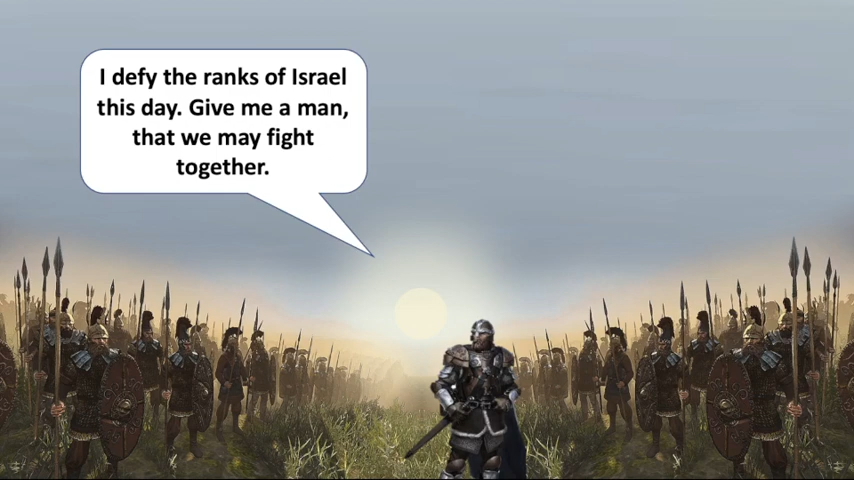 I defy the ranks of Israel
this day. Give me a man,
that we may fight
together.